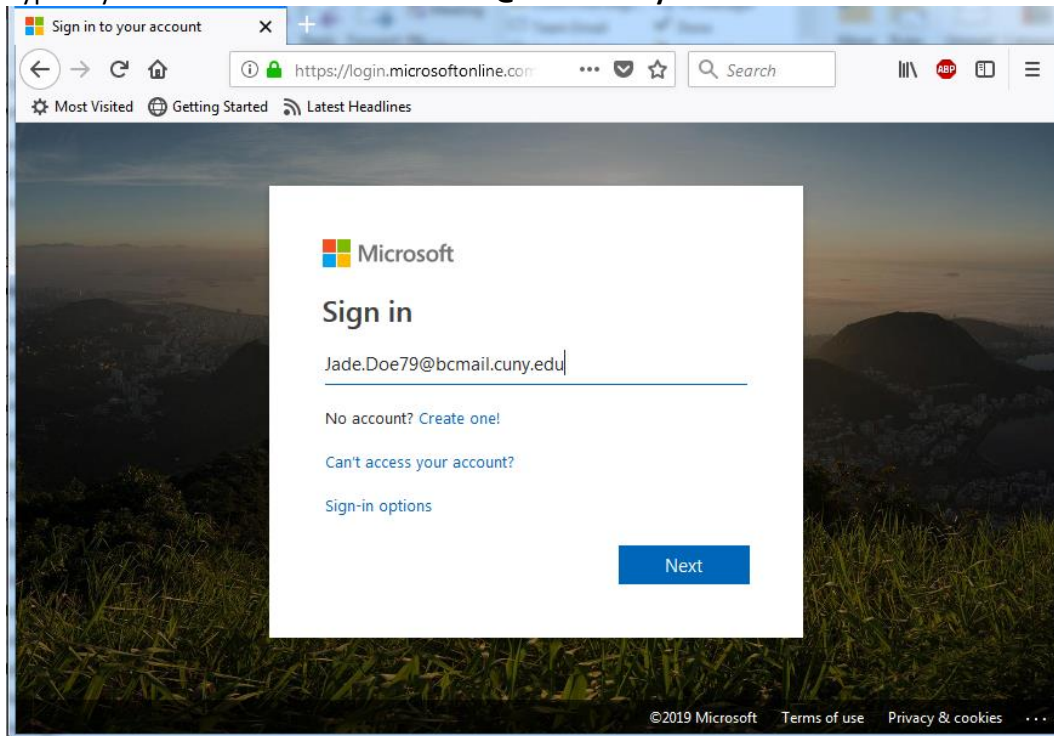 Sign in to your account
https://login.microsoftonline.com
Search
ABP
Most Visited Getting Started Latest Headlines
Microsoft
Sign in
Jade.Doe79@bcmail.cuny.edu
No account? Create one!
Can't access your account?
Sign-in options
Next
©2019 Microsoft Terms of use Privacy & cookies